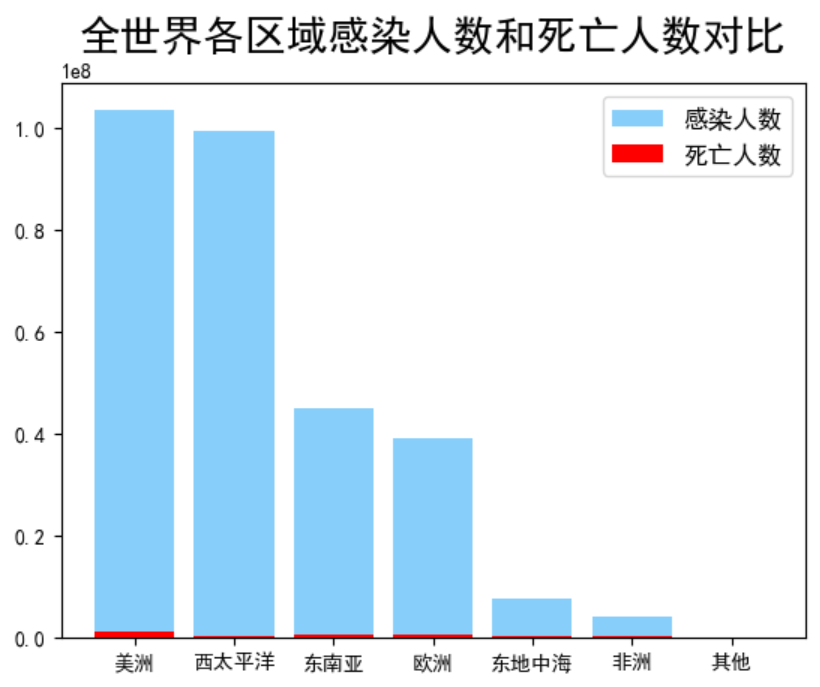 全世界各区域感染人数和死亡人数对比
1e8
感染人数
死亡人数
1.0
0.8
0.6
0.4
0.2
0.0
美洲 西太平洋 东南亚 欧洲 东地中海 非洲 其他